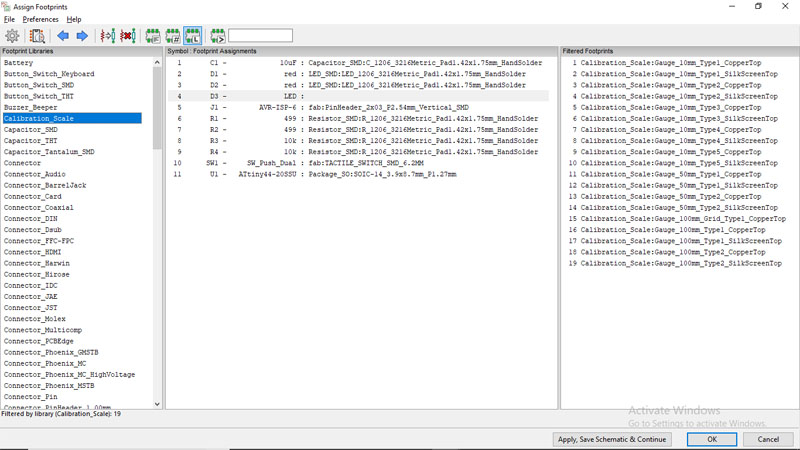 Assign Footprints
File Preferences Help
Footprint Libraries
Battery
Button_Switch_Keyboard
Button_Switch_SMD
Button_Switch_THT
Buzzer_Beeper
Calibration_Scale
Capacitor_SMD
Capacitor_THT
Capacitor_Tantalum_SMD
Connector
Connector_Audio
Connector_BarrelJack
Connector_Card
Connector_Coaxial
Connector_DIN
Connector_Dsub
Connector_FFC-FPC
Connector_HDMI
Connector_Harwin
Connector_Hirose
Connector_IDC
Connector_JAE
Connector_JST
Connector_Molex
Connector_Multicomp
Connector_PCBEdge
Connector_Phoenix_GMSTB
Connector_Phoenix_MC
Connector_Phoenix_MC_HighVoltage
Connector_Phoenix_MSTB
Connector_Pin
Connector_PinHeader_1.00mm
Symbol : Footprint Assignments
1 C1 - 10uF : Capacitor_SMD:C_1206_3216Metric_Pad1.42x1.75mm_HandSolder
2 D1 - red : LED_SMD:LED_1206_3216Metric_Pad1.42x1.75mm_HandSolder
3 D2 - red : LED_SMD:LED_1206_3216Metric_Pad1.42x1.75mm_HandSolder
4 D3 - LED :
5 J1 - AVR-ISP-6 : fab:PinHeader_2x03_P2.54mm_Vertical_SMD
6 R1 - 499 : Resistor_SMD:R_1206_3216Metric_Pad1.42x1.75mm_HandSolder
7 R2 - 499 : Resistor_SMD:R_1206_3216Metric_Pad1.42x1.75mm_HandSolder
8 R3 - 10k : Resistor_SMD:R_1206_3216Metric_Pad1.42x1.75mm_HandSolder
9 R4 - 10k : Resistor_SMD:R_1206_3216Metric_Pad1.42x1.75mm_HandSolder
10 SW1 - SW_Push_Dual : fab:TACTILE_SWITCH_SMD_6.2MM
11 U1 - ATtiny44-20SSU : Package_SO:SOIC-14_3.9x8.7mm_P1.27mm
Filtered Footprints
1 Calibration_Scale:Gauge_10mm_Type1_CopperTop
2 Calibration_Scale:Gauge_10mm_Type1_SilkScreenTop
3 Calibration_Scale:Gauge_10mm_Type2_CopperTop
4 Calibration_Scale:Gauge_10mm_Type2_SilkScreenTop
5 Calibration_Scale:Gauge_10mm_Type3_CopperTop
6 Calibration_Scale:Gauge_10mm_Type3_SilkScreenTop
7 Calibration_Scale:Gauge_10mm_Type4_CopperTop
8 Calibration_Scale:Gauge_10mm_Type4_SilkScreenTop
9 Calibration_Scale:Gauge_10mm_Type5_CopperTop
10 Calibration_Scale:Gauge_10mm_Type5_SilkScreenTop
11 Calibration_Scale:Gauge_50mm_Type1_CopperTop
12 Calibration_Scale:Gauge_50mm_Type1_SilkScreenTop
13 Calibration_Scale:Gauge_50mm_Type2_CopperTop
14 Calibration_Scale:Gauge_50mm_Type2_SilkScreenTop
15 Calibration_Scale:Gauge_100mm_Grid_Type1_CopperTop
16 Calibration_Scale:Gauge_100mm_Type1_CopperTop
17 Calibration_Scale:Gauge_100mm_Type1_SilkScreenTop
18 Calibration_Scale:Gauge_100mm_Type2_CopperTop
19 Calibration_Scale:Gauge_100mm_Type2_SilkScreenTop
Filtered by library (Calibration_Scale): 19
Activate Windows
Go to Settings to activate Windows.
Apply, Save Schematic & Continue OK Cancel